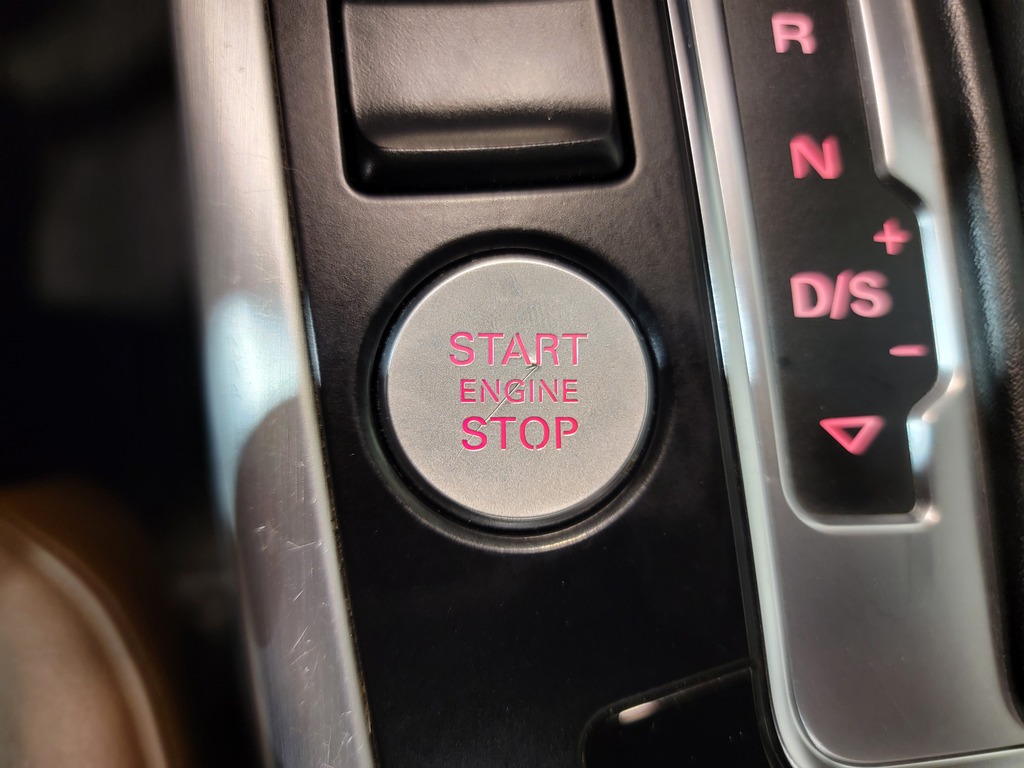 START
ENGINE
STOP
R
N
+
D/S
-